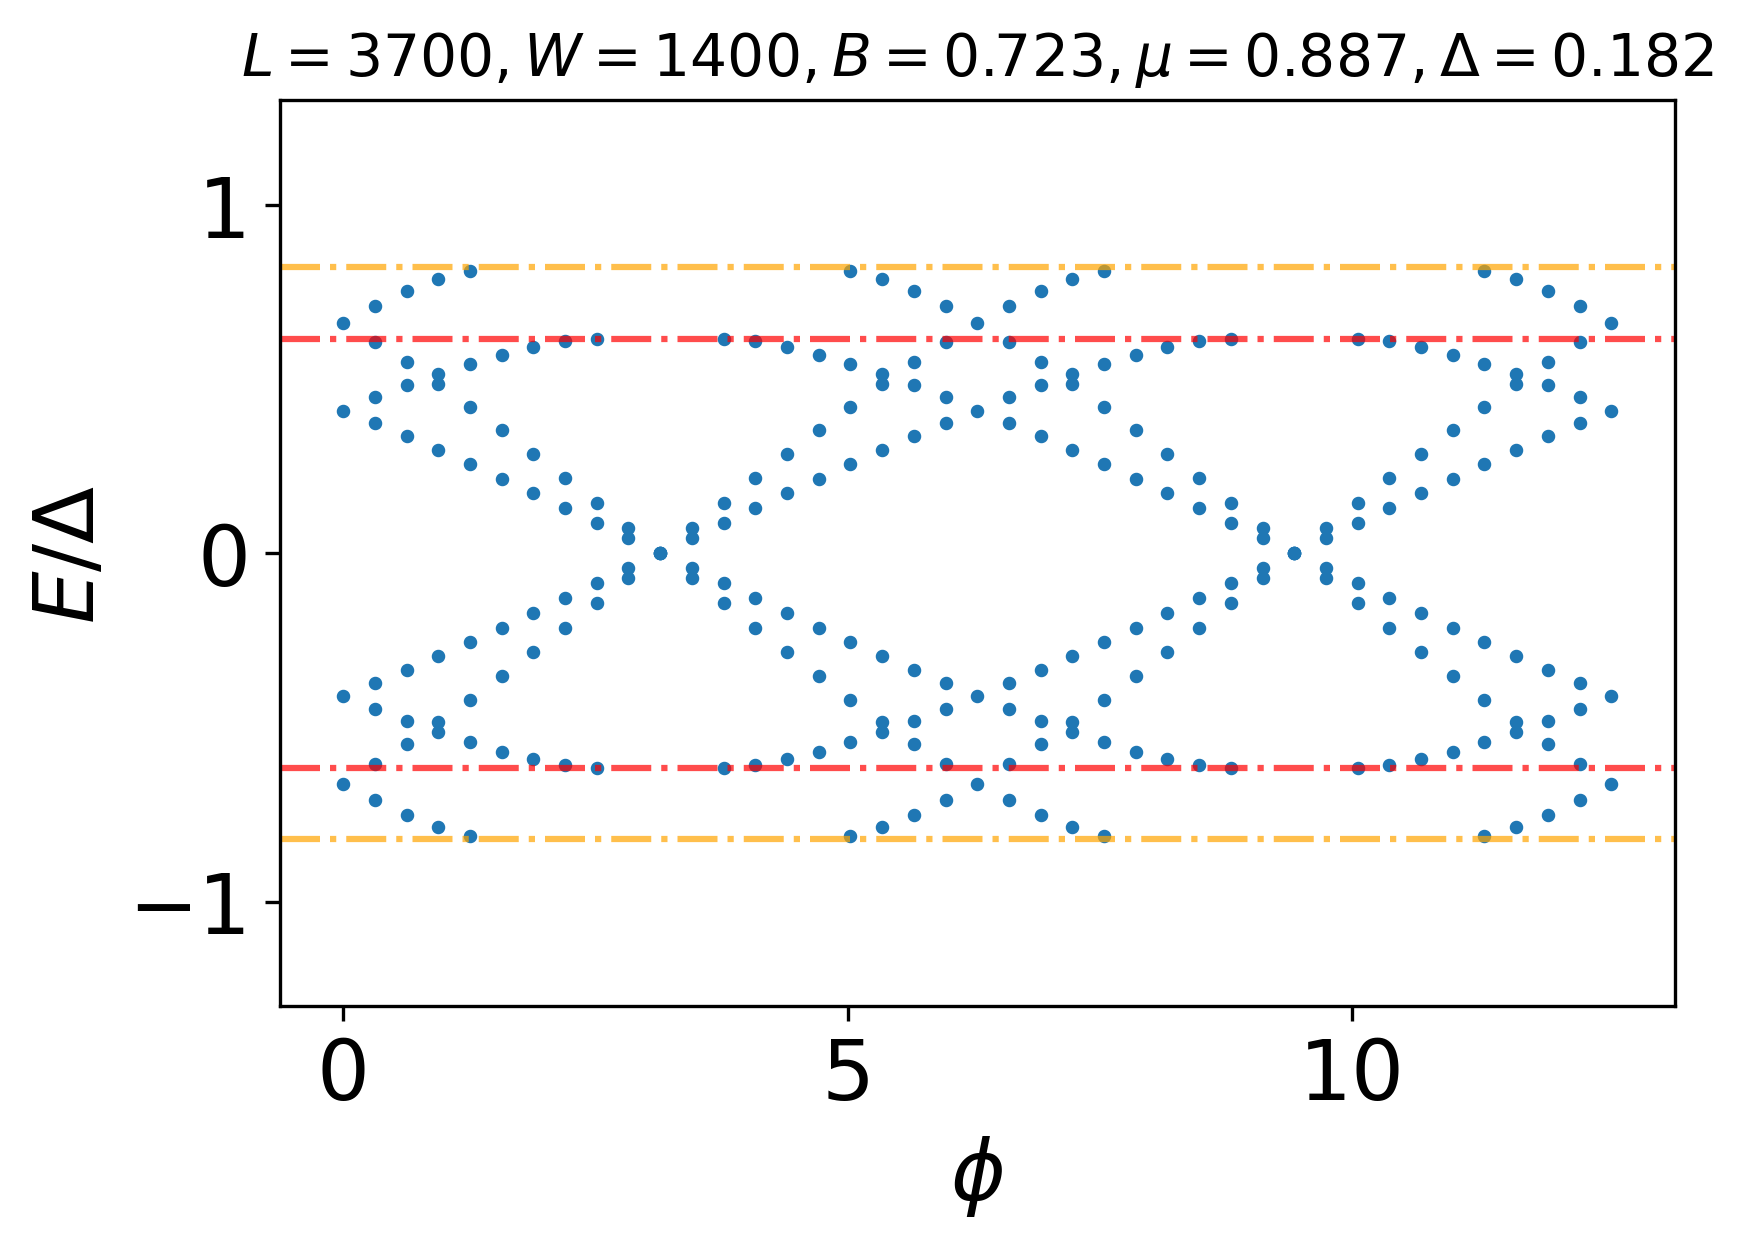 L = 3700, W = 1400, B = 0.723, μ = 0.887, Δ = 0.182
1
0
−1
E/Δ
0 5 10
ϕ